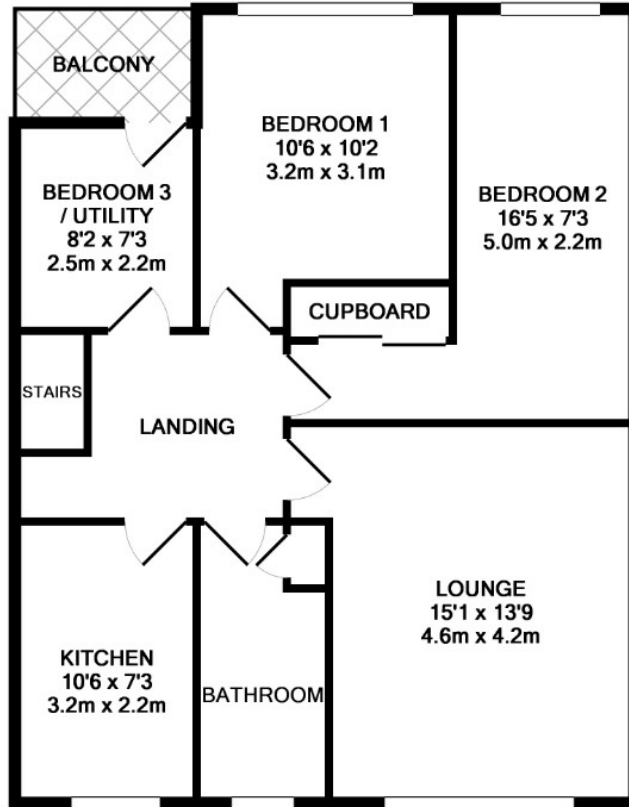 BALCONY
BEDROOM 1
10'6 x 10'2
3.2m x 3.1m
BEDROOM 2
16'5 x 7'3
5.0m x 2.2m
BEDROOM 3
/ UTILITY
8'2 x 7'3
2.5m x 2.2m
CUPBOARD
STAIRS
LANDING
LOUNGE
15'1 x 13'9
4.6m x 4.2m
KITCHEN
10'6 x 7'3
3.2m x 2.2m
BATHROOM